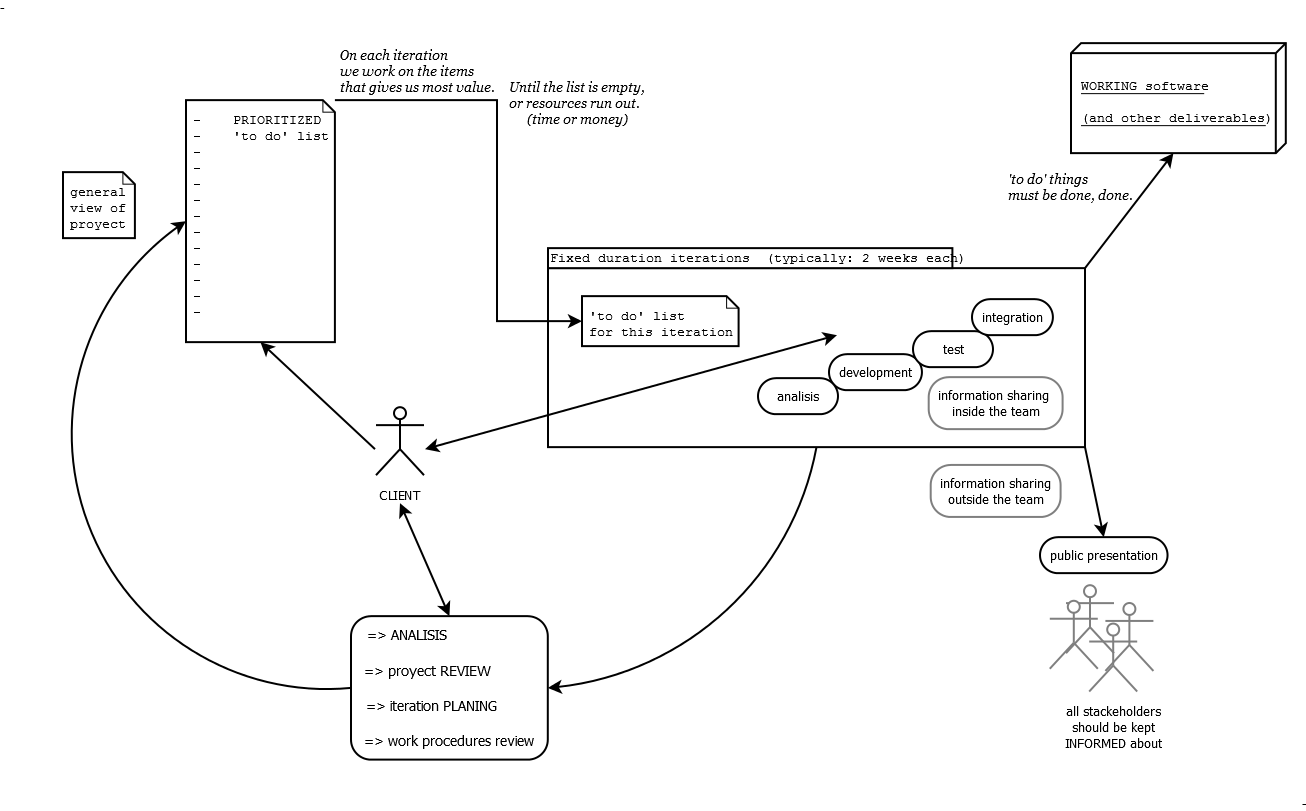 On each iteration
we work on the items
that gives us most value.
Until the list is empty,
or resources run out.
(time or money)
WORKING software
(and other deliverables)
- PRIORITIZED
- 'to do' list
-
-
-
-
-
-
-
-
-
-
-
general
view of
proyect
'to do' things
must be done, done.
Fixed duration iterations (typically: 2 weeks each)
'to do' list
for this iteration
integration
test
development
analisis
information sharing
inside the team
CLIENT
information sharing
outside the team
public presentation
=> ANALISIS
=> proyect REVIEW
=> iteration PLANING
=> work procedures review
all stackeholders
should be kept
INFORMED about